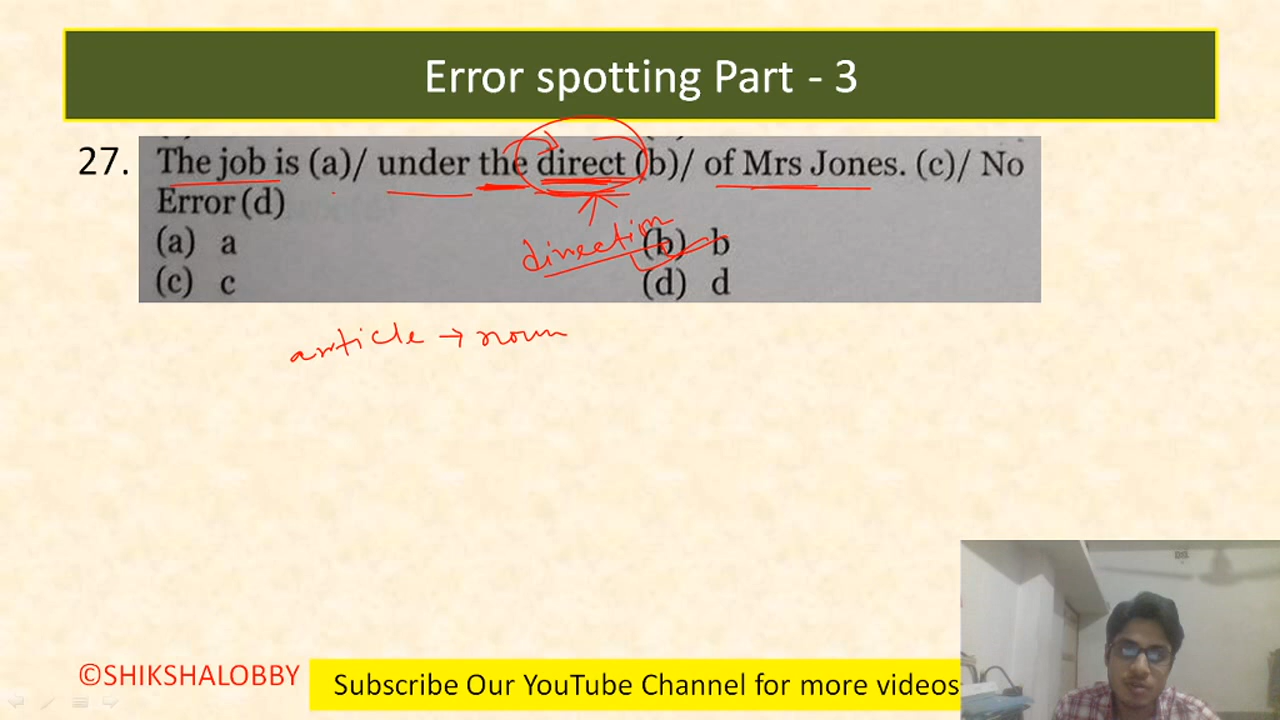 Error spotting Part - 3
27. The job is (a)/ under the direct (b)/ of Mrs Jones. (c)/ No
Error (d)
direction
(a) a (b) b
(c) c (d) d
article → noun
©SHIKSHALOBBY
Subscribe Our YouTube Channel for more videos